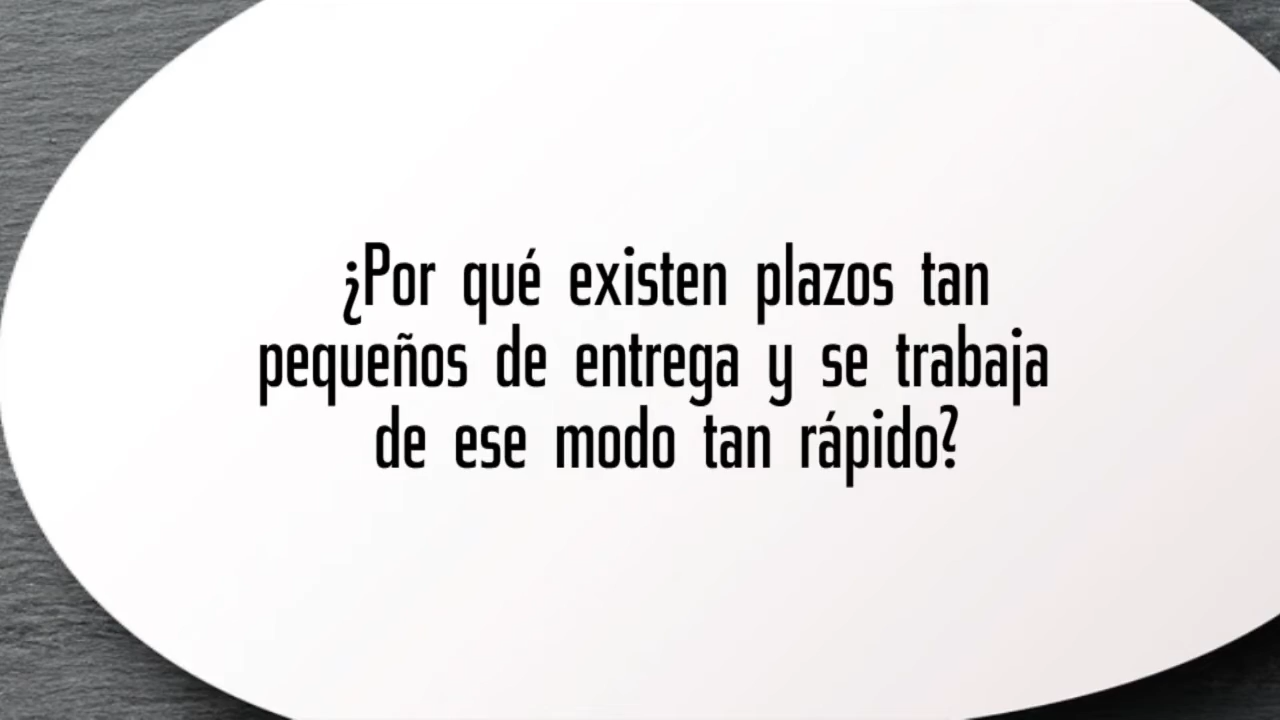 ¿Por qué existen plazos tan
pequeños de entrega y se trabaja
de ese modo tan rápido?